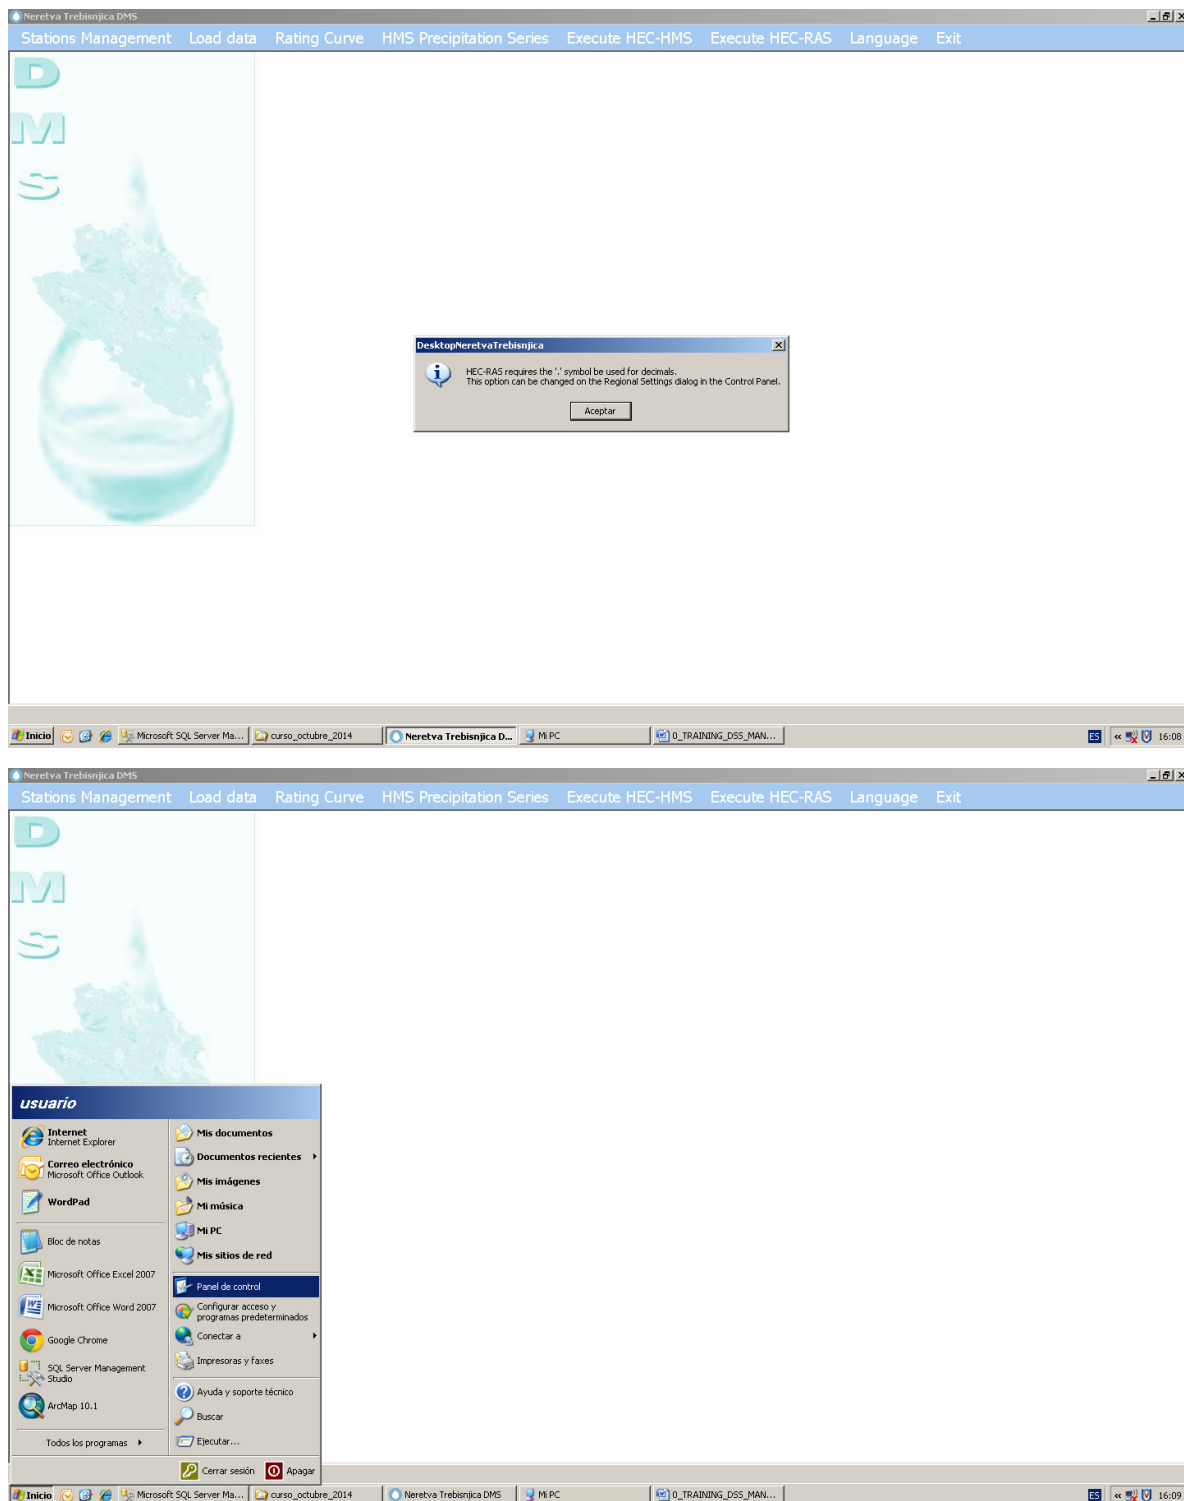 Neretva Trebisnjica DMS
Stations Management Load data Rating Curve HMS Precipitation Series Execute HEC-HMS Execute HEC-RAS Language Exit
D
M
S
DesktopNeretvaTrebisnjica
HEC-RAS requires the '.' symbol be used for decimals.
This option can be changed on the Regional Settings dialog in the Control Panel.
Aceptar
Inicio Microsoft SQL Server Ma... curso_octubre_2014 Neretva Trebisnjica D... Mi PC 0_TRAINING_DSS_MAN... ES « 16:08
Neretva Trebisnjica DMS
Stations Management Load data Rating Curve HMS Precipitation Series Execute HEC-HMS Execute HEC-RAS Language Exit
D
M
S
usuario
Internet
Internet Explorer
Correo electrónico
Microsoft Office Outlook
WordPad
Bloc de notas
Microsoft Office Excel 2007
Microsoft Office Word 2007
Google Chrome
SQL Server Management
Studio
ArcMap 10.1
Todos los programas
Mis documentos
Documentos recientes
Mis imágenes
Mi música
Mi PC
Mis sitios de red
Panel de control
Configurar acceso y
programas predeterminados
Conectar a
Impresoras y faxes
Ayuda y soporte técnico
Buscar
Ejecutar...
Cerrar sesión Apagar
Inicio Microsoft SQL Server Ma... curso_octubre_2014 Neretva Trebisnjica DMS Mi PC 0_TRAINING_DSS_MAN... ES « 16:09